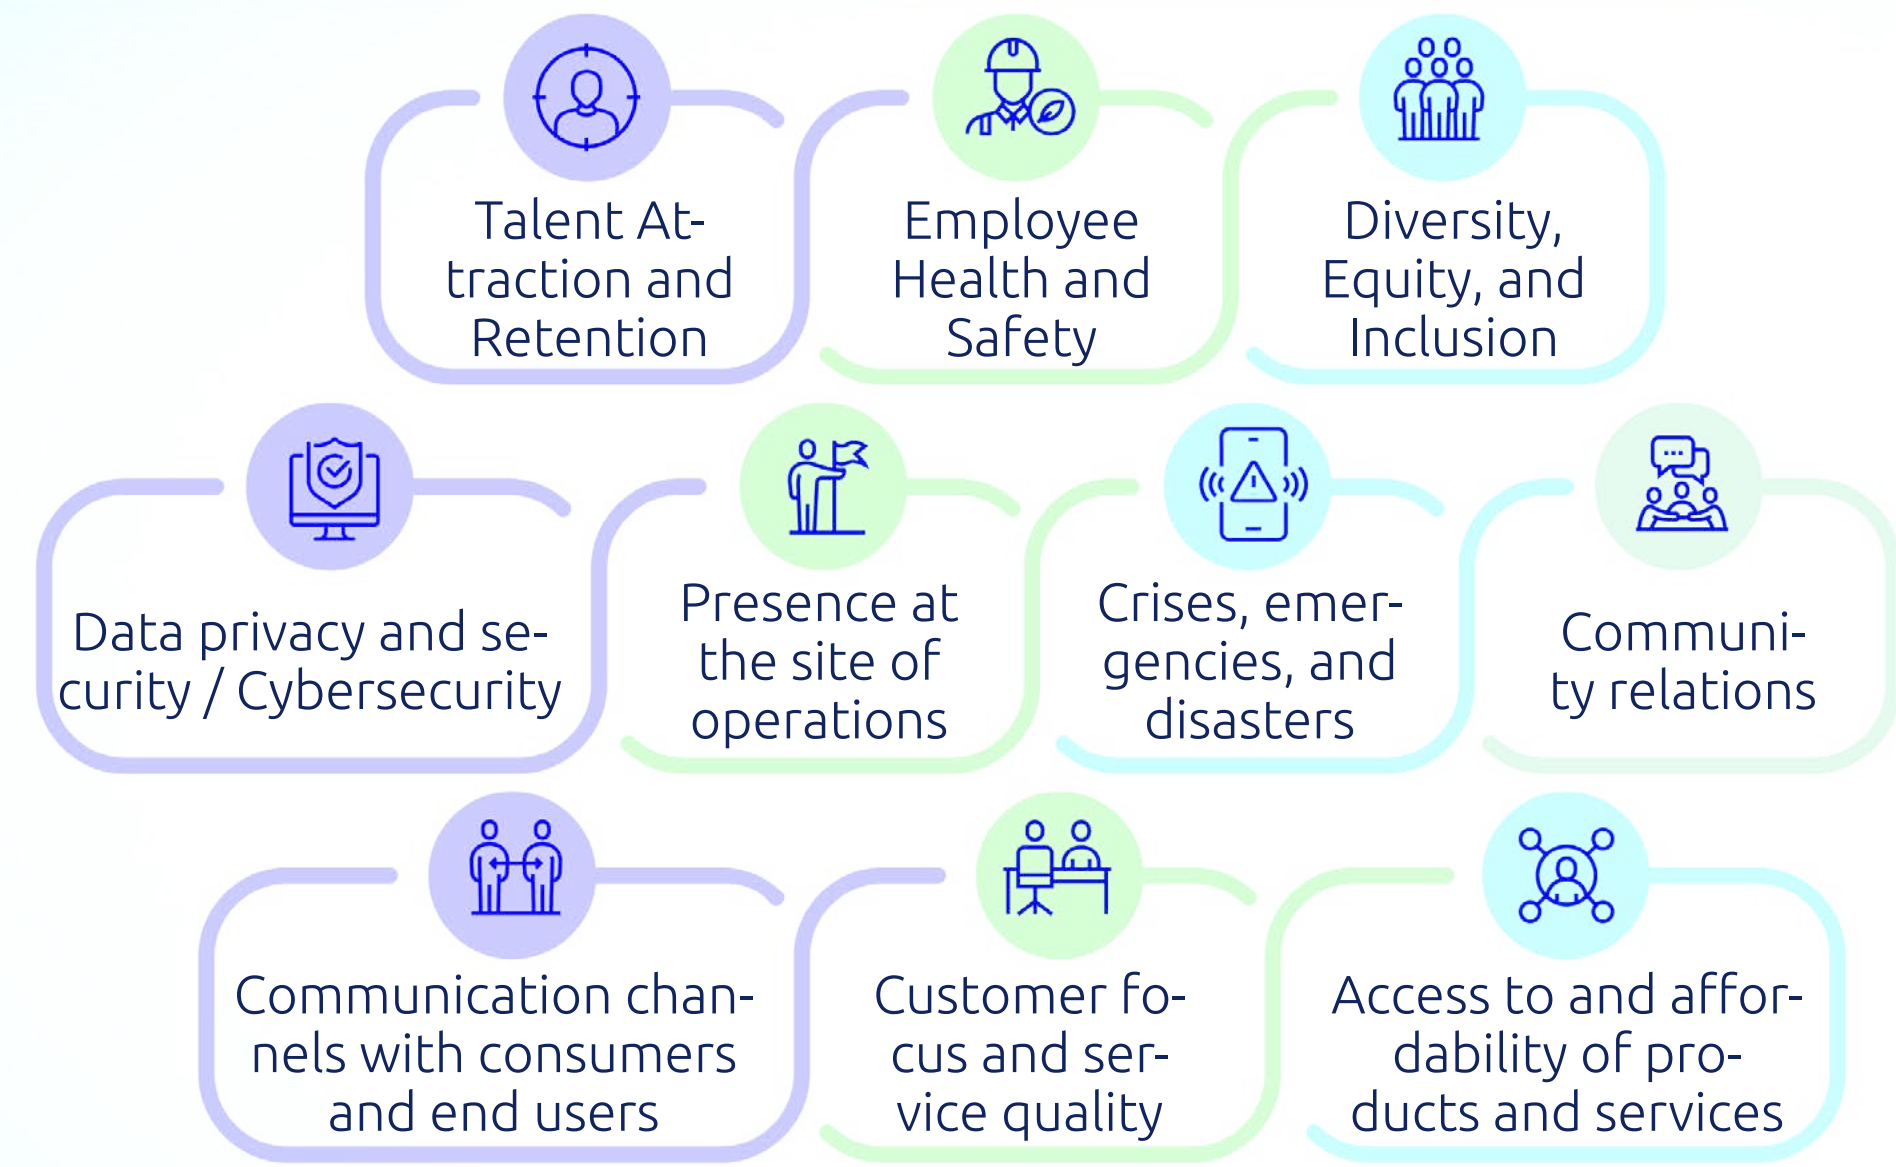 Talent At-
traction and
Retention
Employee
Health and
Safety
Diversity,
Equity, and
Inclusion
Data privacy and se-
curity / Cybersecurity
Presence at
the site of
operations
Crises, emer-
gencies, and
disasters
Communi-
ty relations
Communication chan-
nels with consumers
and end users
Customer fo-
cus and ser-
vice quality
Access to and affor-
dability of pro-
ducts and services